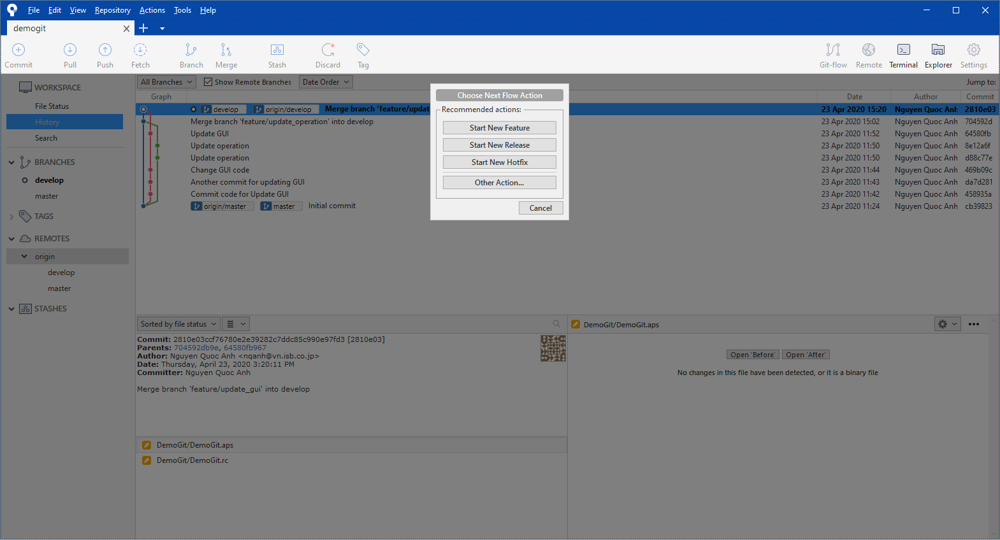 File Edit View Repository Actions Tools Help
demogit
Commit Pull Push Fetch Branch Merge Stash Discard Tag Git-flow Remote Terminal Explorer Settings
WORKSPACE
File Status
History
Search
BRANCHES
develop
master
TAGS
REMOTES
origin
develop
master
STASHES
All Branches Show Remote Branches Date Order Jump to:
Graph Date Author Commit
develop origin/develop Merge branch 'feature/updat 23 Apr 2020 15:20 Nguyen Quoc Anh 2810e03
Merge branch 'feature/update_operation' into develop 23 Apr 2020 15:02 Nguyen Quoc Anh 704592d
Update GUI 23 Apr 2020 11:52 Nguyen Quoc Anh 64580fb
Update operation 23 Apr 2020 11:50 Nguyen Quoc Anh 8e12a6f
Update operation 23 Apr 2020 11:50 Nguyen Quoc Anh d88c77e
Change GUI code 23 Apr 2020 11:44 Nguyen Quoc Anh 469b09c
Another commit for updating GUI 23 Apr 2020 11:43 Nguyen Quoc Anh da7d281
Commit code for Update GUI 23 Apr 2020 11:42 Nguyen Quoc Anh 458935a
origin/master master Initial commit 23 Apr 2020 11:24 Nguyen Quoc Anh cb39823
Choose Next Flow Action
Recommended actions:
Start New Feature
Start New Release
Start New Hotfix
Other Action...
Cancel
Sorted by file status
Commit: 2810e03ccf76780e2e39282c7ddc85c990e97fd3 [2810e03]
Parents: 704592db9e, 64580fb967
Author: Nguyen Quoc Anh <nqanh@vn.isb.co.jp>
Date: Thursday, April 23, 2020 3:20:11 PM
Committer: Nguyen Quoc Anh
Merge branch 'feature/update_gui' into develop
DemoGit/DemoGit.aps
DemoGit/DemoGit.rc
DemoGit/DemoGit.aps
Open 'Before' Open 'After'
No changes in this file have been detected, or it is a binary file